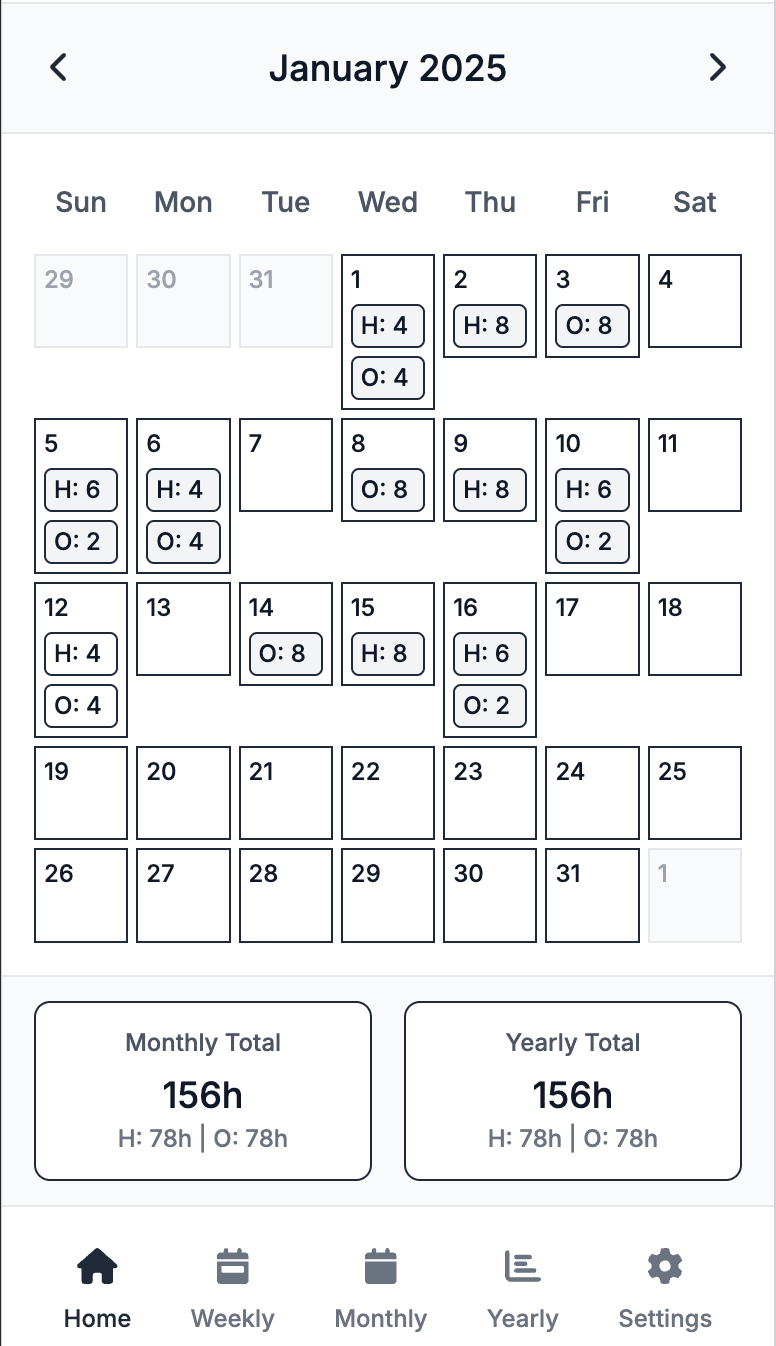 January 2025
Sun Mon Tue Wed Thu Fri Sat
29 30 31 1 2 3 4
H: 4 H: 8 O: 8
O: 4
5 6 7 8 9 10 11
H: 6 H: 4 O: 8 H: 8 H: 6
O: 2 O: 4 O: 2
12 13 14 15 16 17 18
H: 4 O: 8 H: 8 H: 6
O: 4 O: 2
19 20 21 22 23 24 25
26 27 28 29 30 31 1
Monthly Total Yearly Total
156h 156h
H: 78h | O: 78h H: 78h | O: 78h
Home Weekly Monthly Yearly Settings